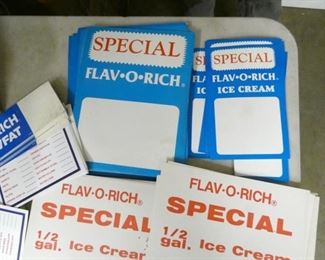 SPECIAL
FLAV•O•RICH®
SPECIAL
FLAV•O•RICH®
ICE CREAM
RICH
WFAT
FLAV-O-RICH®
SPECIAL
1/2
gal. Ice Cream
FLAV-O-RICH®
SPECIAL
1/2
gal. Ice Cream